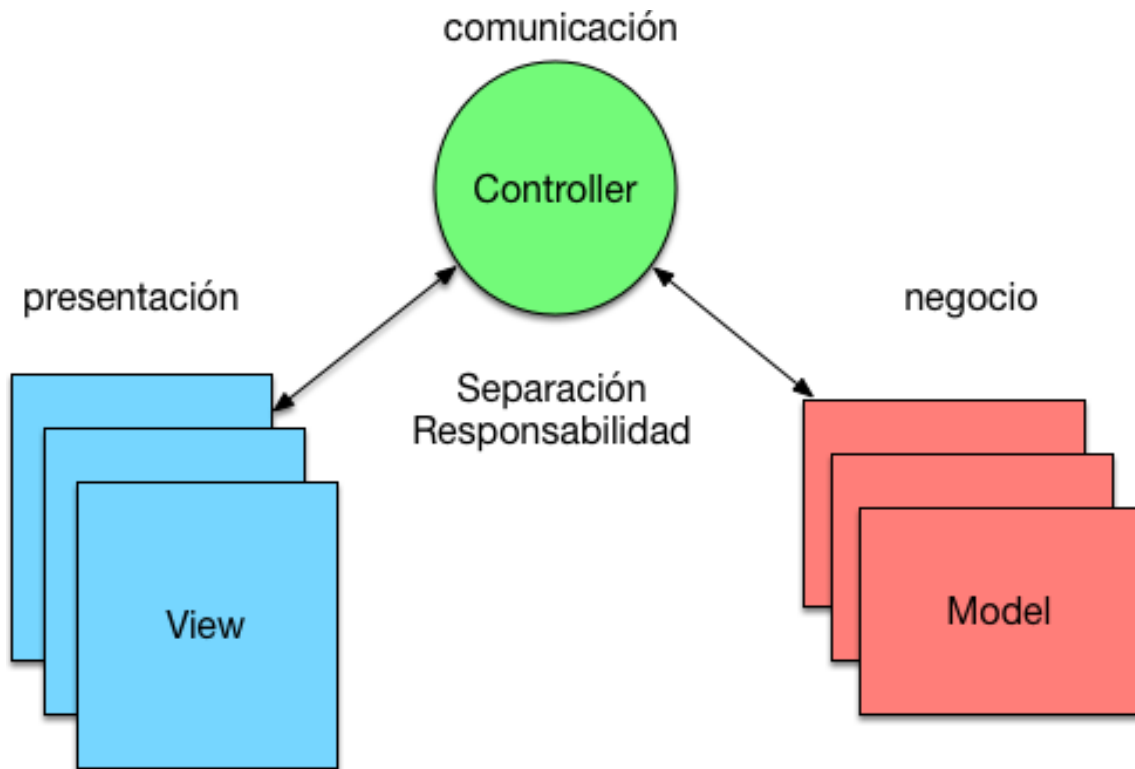 comunicación
Controller
presentación
negocio
Separación
Responsabilidad
View
Model